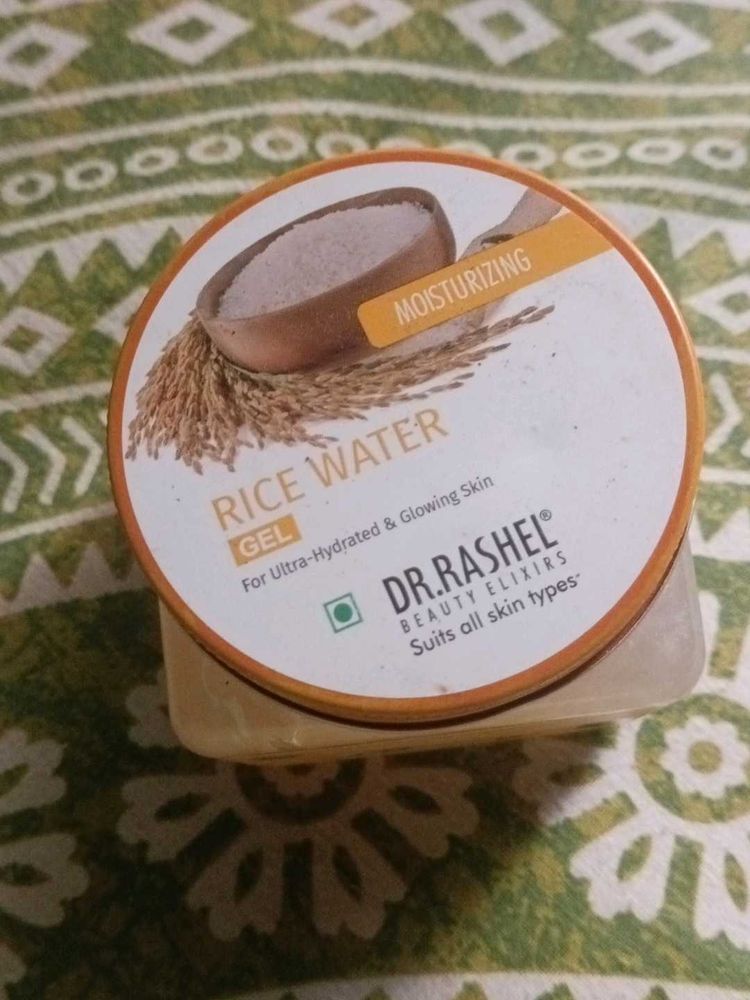 MOISTURIZING
RICE WATER
GEL
For Ultra-Hydrated & Glowing Skin
DR.RASHEL®
BEAUTY ELIXIRS
Suits all skin types